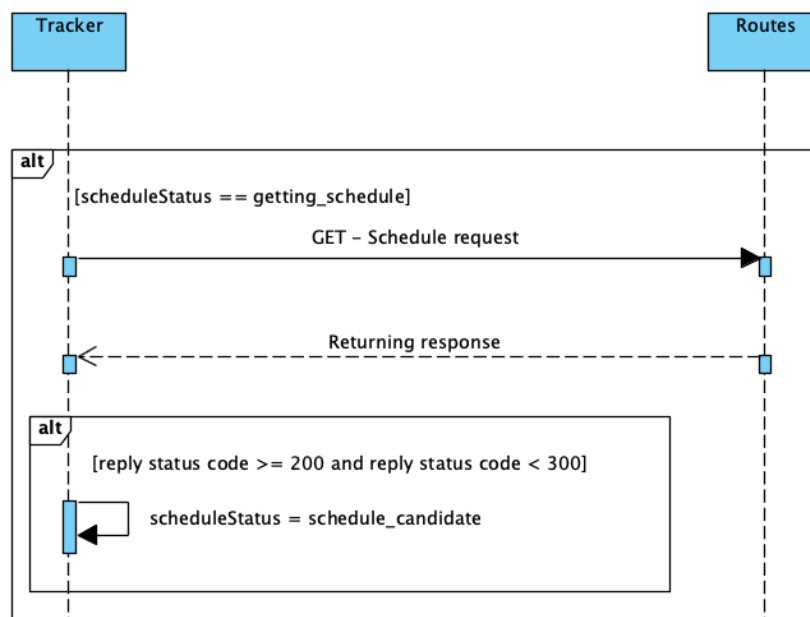 Tracker
Routes
alt
[scheduleStatus == getting_schedule]
GET – Schedule request
Returning response
alt
[reply status code >= 200 and reply status code < 300]
scheduleStatus = schedule_candidate